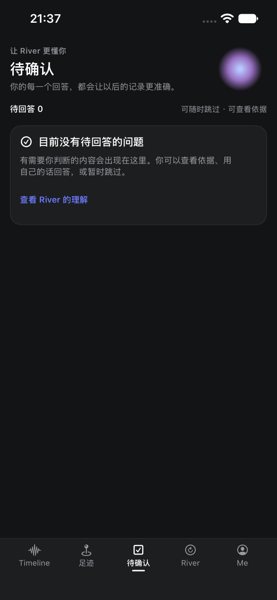 21:37
让 River 更懂你
待确认
你的每一个回答，都会让以后的记录更准确。
待回答 0
可随时跳过 · 可查看依据
目前没有待回答的问题
有需要你判断的内容会出现在这里。你可以查看依据、用
自己的话回答，或暂时跳过。
查看 River 的理解
Timeline
足迹
待确认
River
Me